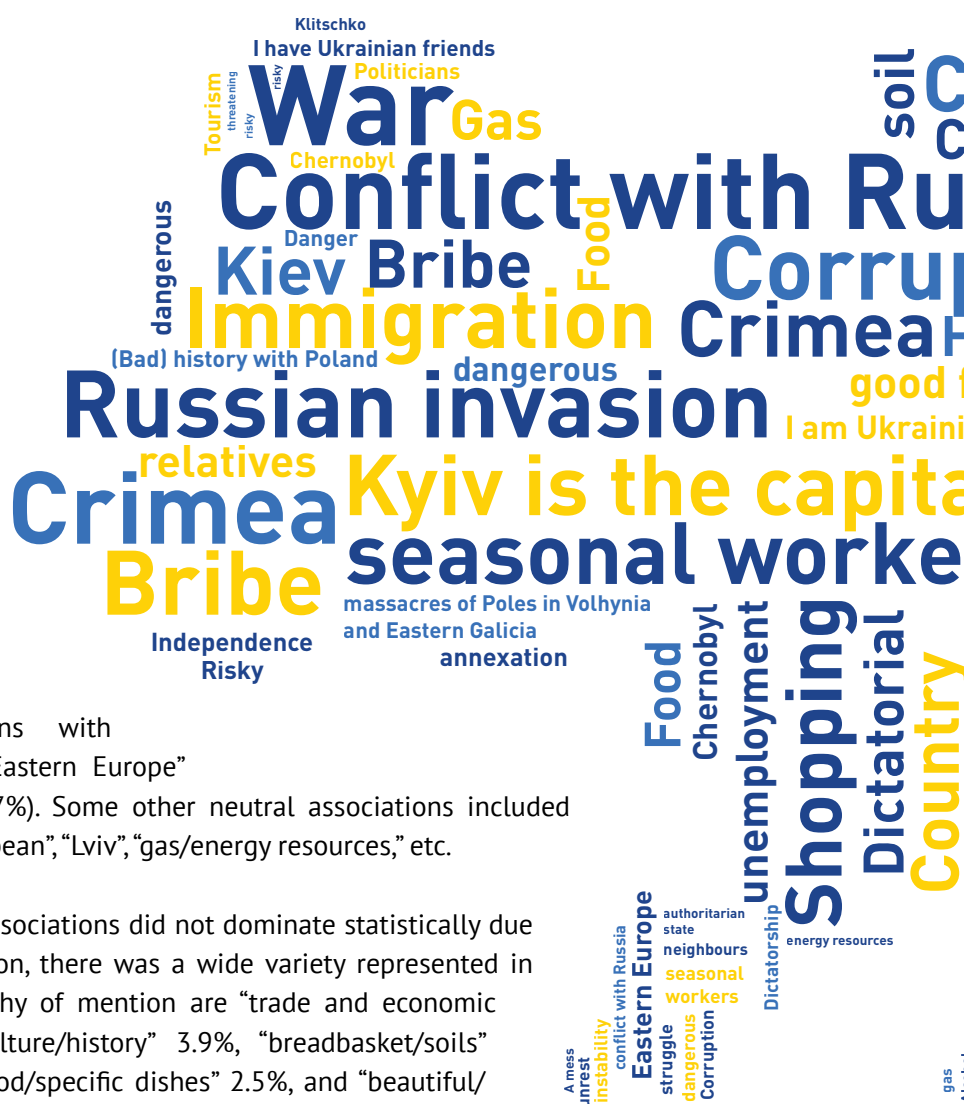 Klitschko
I have Ukrainian friends
risky
Politicians
Tourism
threatening
risky
War
Gas
soil
C
C
Chernobyl
Conflict with Ru
dangerous
Danger
Food
Kiev
Bribe
Corrup
Immigration
Crimea
(Bad) history with Poland
dangerous
good f
Russian invasion
I am Ukraini
relatives
Kyiv is the capita
Crimea
seasonal worke
Bribe
massacres of Poles in Volhynia
and Eastern Galicia
Independence
annexation
Risky
Food
Chernobyl
unemployment
Shopping
Dictatorial
Country
ns with
Eastern Europe”
7%). Some other neutral associations included
pean”, “Lviv”, “gas/energy resources,” etc.
sociations did not dominate statistically due
on, there was a wide variety represented in
hy of mention are “trade and economic
lture/history” 3.9%, “breadbasket/soils”
od/specific dishes” 2.5%, and “beautiful/
authoritarian
state
neighbours
seasonal
workers
Dictatorship
energy resources
Eastern Europe
conflict with Russia
instability
A mess
unrest
struggle
dangerous
Corruption
gas